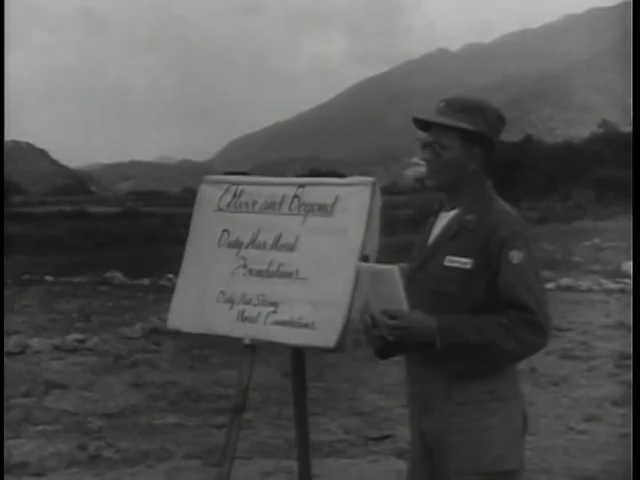 Above and Beyond
Duty Has Moral
Foundations
Duty Has Strong
Moral Connotations